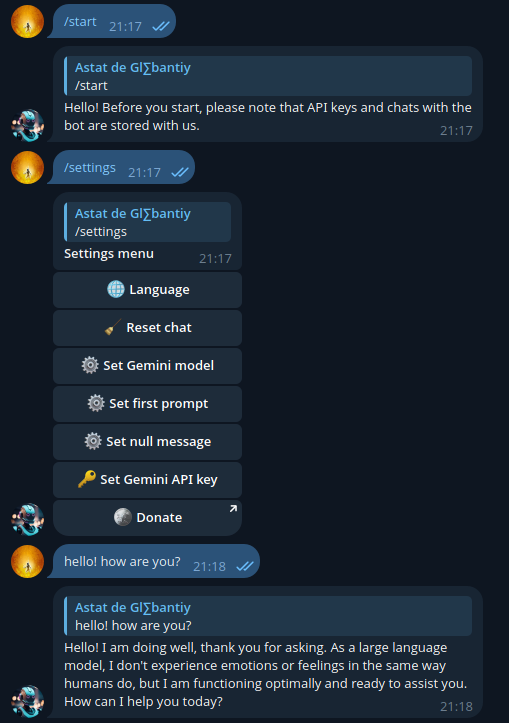 /start 21:17
Astat de Gl∑bantiy
/start
Hello! Before you start, please note that API keys and chats with the
bot are stored with us.
21:17
/settings 21:17
Astat de Gl∑bantiy
/settings
Settings menu 21:17
Language
Reset chat
Set Gemini model
Set first prompt
Set null message
Set Gemini API key
Donate
hello! how are you? 21:18
Astat de Gl∑bantiy
hello! how are you?
Hello! I am doing well, thank you for asking. As a large language
model, I don't experience emotions or feelings in the same way
humans do, but I am functioning optimally and ready to assist you.
How can I help you today? 21:18